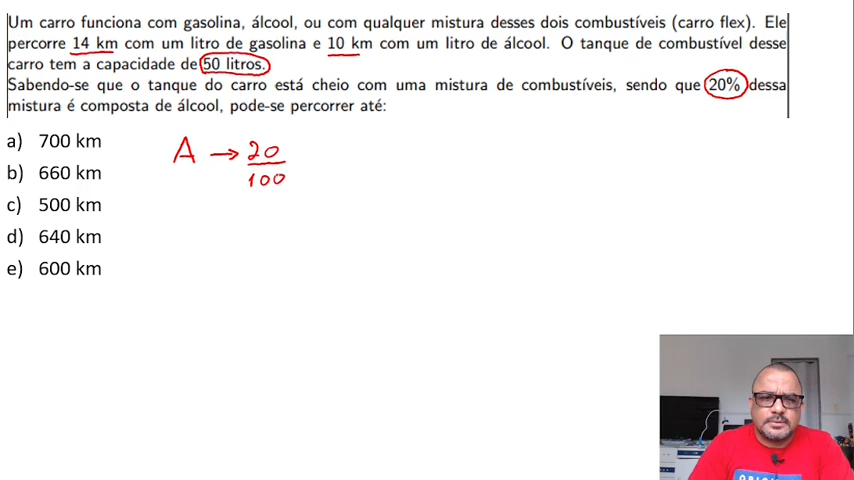 Um carro funciona com gasolina, álcool, ou com qualquer mistura desses dois combustíveis (carro flex). Ele
percorre 14 km com um litro de gasolina e 10 km com um litro de álcool. O tanque de combustível desse
carro tem a capacidade de 50 litros.
Sabendo-se que o tanque do carro está cheio com uma mistura de combustíveis, sendo que 20% dessa
mistura é composta de álcool, pode-se percorrer até:
a) 700 km
b) 660 km
c) 500 km
d) 640 km
e) 600 km
A → 20
100